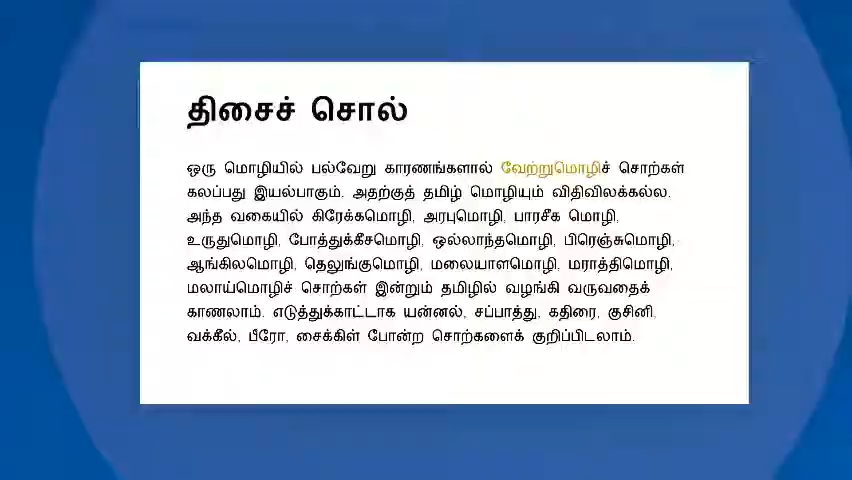 திசைச் சொல்
ஒரு மொழியில் பல்வேறு காரணங்களால் வேற்றுமொழிச் சொற்கள்
கலப்பது இயல்பாகும். அதற்குத் தமிழ் மொழியும் விதிவிலக்கல்ல.
அந்த வகையில் கிரேக்கமொழி, அரபுமொழி, பாரசீக மொழி,
உருதுமொழி, போத்துக்கீசமொழி, ஒல்லாந்தமொழி, பிரெஞ்சுமொழி,
ஆங்கிலமொழி, தெலுங்குமொழி, மலையாளமொழி, மராத்திமொழி,
மலாய்மொழிச் சொற்கள் இன்றும் தமிழில் வழங்கி வருவதைக்
காணலாம். எடுத்துக்காட்டாக யன்னல், சப்பாத்து, கதிரை, குசினி,
வக்கீல், பீரோ, சைக்கிள் போன்ற சொற்களைக் குறிப்பிடலாம்.